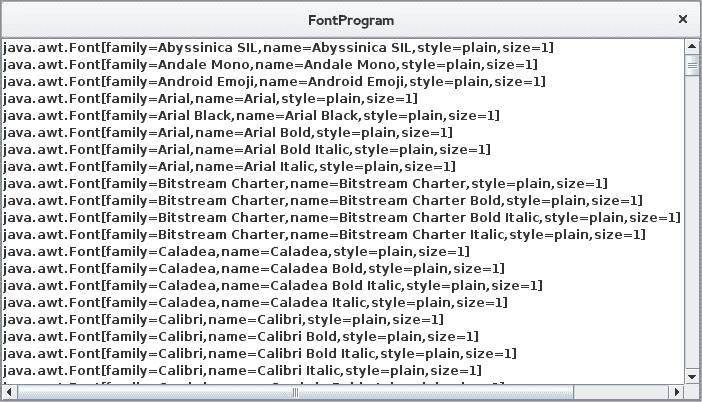 FontProgram
java.awt.Font[family=Abyssinica SIL,name=Abyssinica SIL,style=plain,size=1]
java.awt.Font[family=Andale Mono,name=Andale Mono,style=plain,size=1]
java.awt.Font[family=Android Emoji,name=Android Emoji,style=plain,size=1]
java.awt.Font[family=Arial,name=Arial,style=plain,size=1]
java.awt.Font[family=Arial Black,name=Arial Black,style=plain,size=1]
java.awt.Font[family=Arial,name=Arial Bold,style=plain,size=1]
java.awt.Font[family=Arial,name=Arial Bold Italic,style=plain,size=1]
java.awt.Font[family=Arial,name=Arial Italic,style=plain,size=1]
java.awt.Font[family=Bitstream Charter,name=Bitstream Charter,style=plain,size=1]
java.awt.Font[family=Bitstream Charter,name=Bitstream Charter Bold,style=plain,size=1]
java.awt.Font[family=Bitstream Charter,name=Bitstream Charter Bold Italic,style=plain,size=1]
java.awt.Font[family=Bitstream Charter,name=Bitstream Charter Italic,style=plain,size=1]
java.awt.Font[family=Caladea,name=Caladea,style=plain,size=1]
java.awt.Font[family=Caladea,name=Caladea Bold,style=plain,size=1]
java.awt.Font[family=Caladea,name=Caladea Bold Italic,style=plain,size=1]
java.awt.Font[family=Caladea,name=Caladea Italic,style=plain,size=1]
java.awt.Font[family=Calibri,name=Calibri,style=plain,size=1]
java.awt.Font[family=Calibri,name=Calibri Bold,style=plain,size=1]
java.awt.Font[family=Calibri,name=Calibri Bold Italic,style=plain,size=1]
java.awt.Font[family=Calibri,name=Calibri Italic,style=plain,size=1]